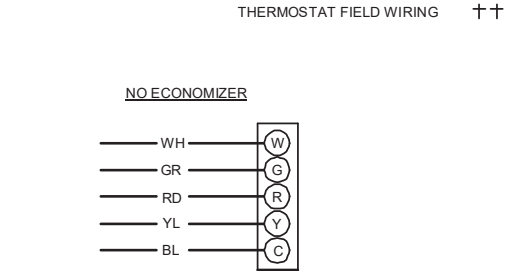 THERMOSTAT FIELD WIRING ††
NO ECONOMIZER
WH W
GR G
RD R
YL Y
BL C